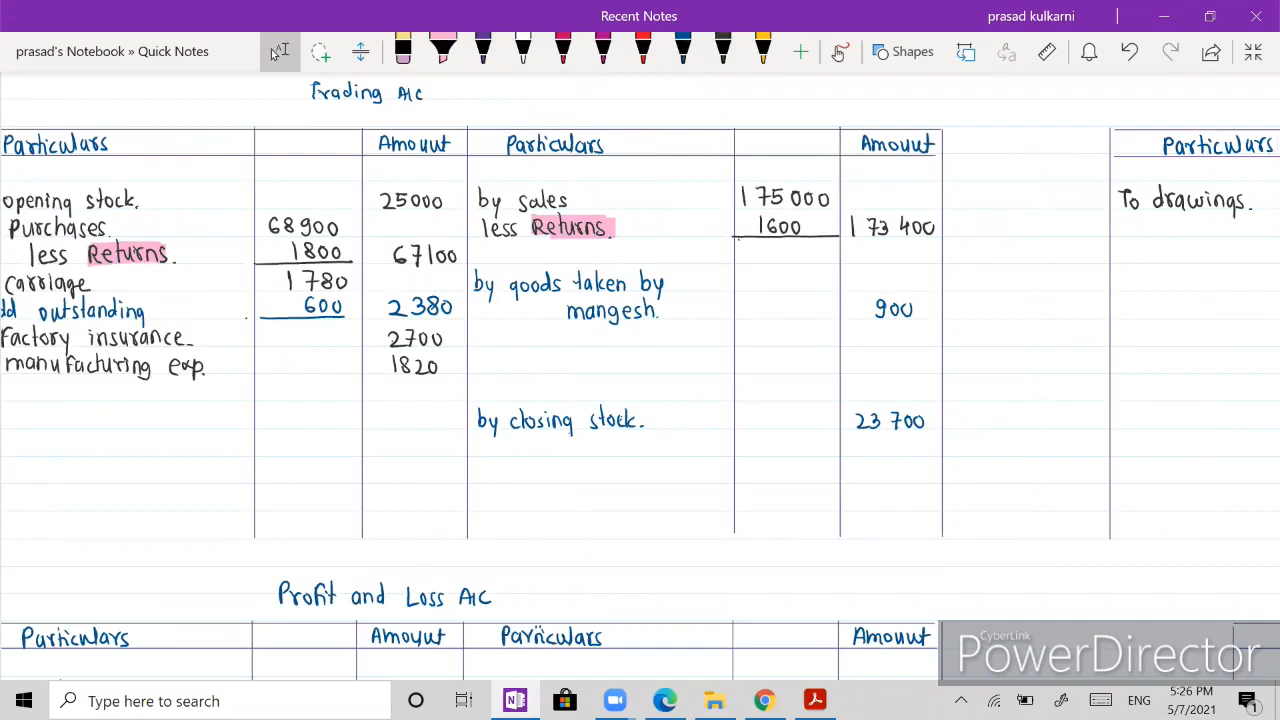 Recent Notes
prasad kulkarni
prasad's Notebook » Quick Notes
Shapes
Trading A/C
Particulars Amount Particulars Amount Particulars
opening stock. 25000 by sales 175000 To drawings.
Purchases. 68900 less Returns. 1600 173400
less Returns. 1800 67100
Carriage 1780 by goods taken by
dd outstanding 600 2380 mangesh. 900
Factory insurance 2700
manufacturing exp. 1820
by closing stock. 23700
Profit and Loss A/C
Particulars Amount Particulars Amount
CyberLink
PowerDirector
Type here to search
ENG
5:26 PM
5/7/2021
1